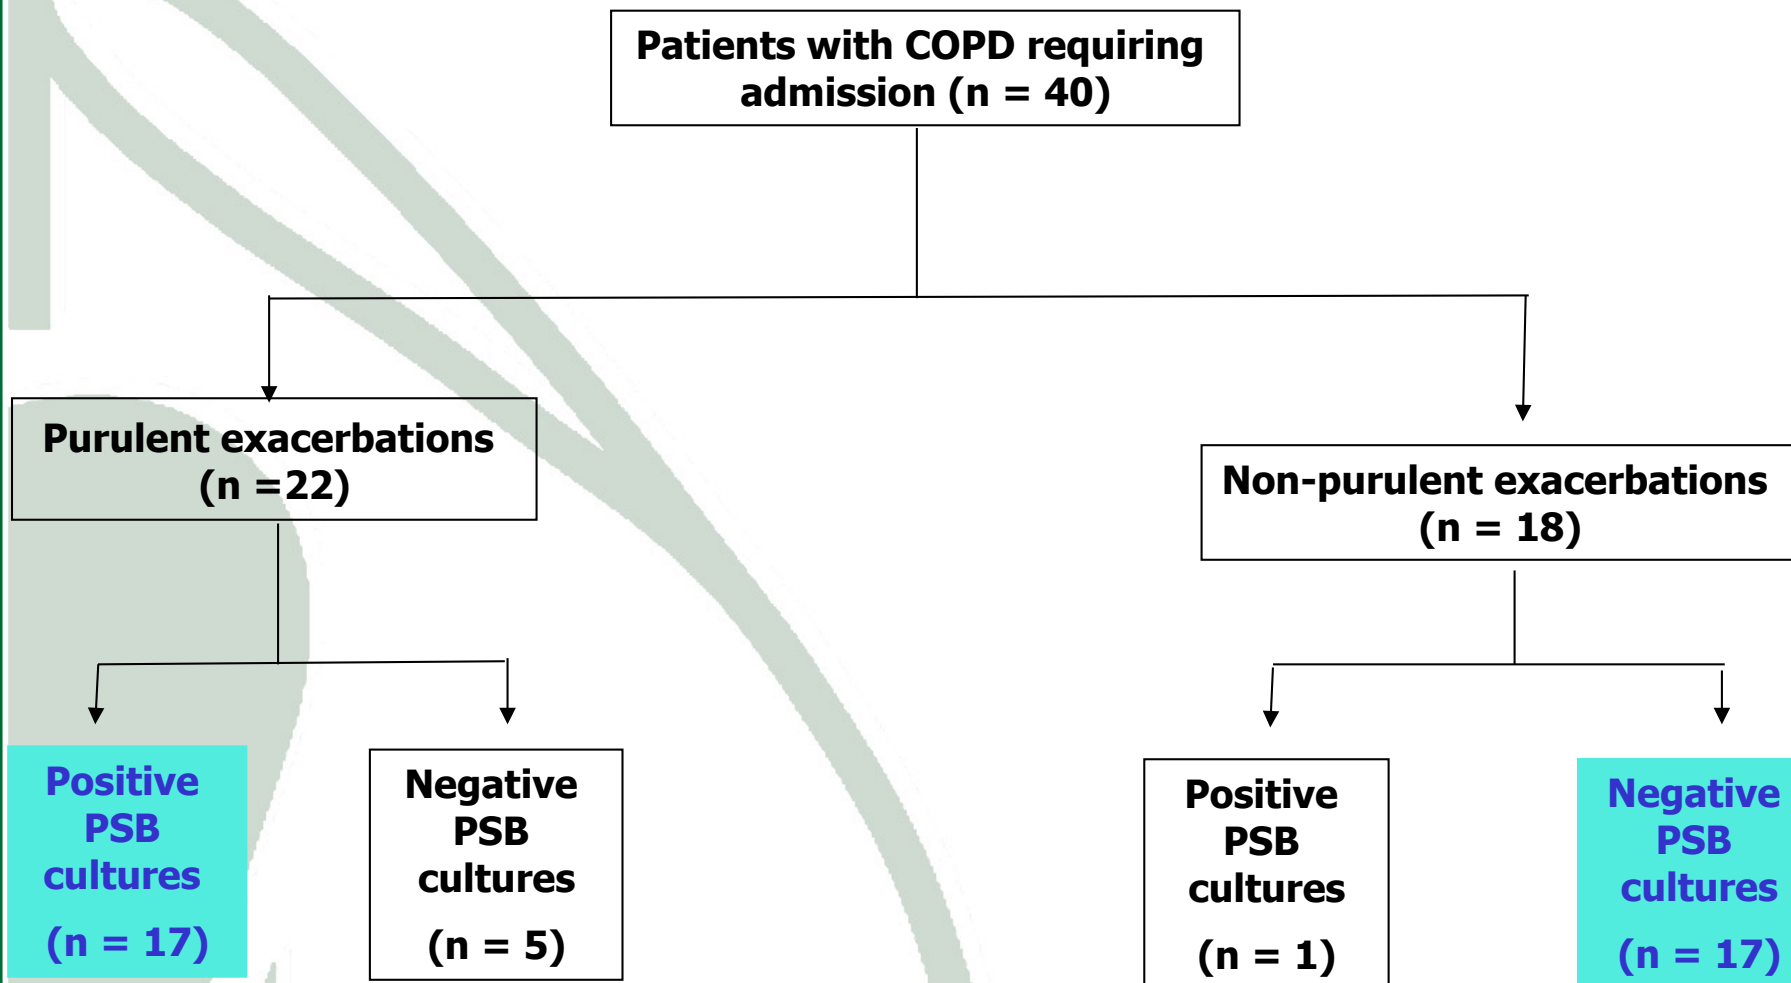 Patients with COPD requiring
admission (n = 40)
Purulent exacerbations
(n =22)
Non-purulent exacerbations
(n = 18)
Positive
PSB
cultures
(n = 17)
Negative
PSB
cultures
(n = 5)
Positive
PSB
cultures
(n = 1)
Negative
PSB
cultures
(n = 17)